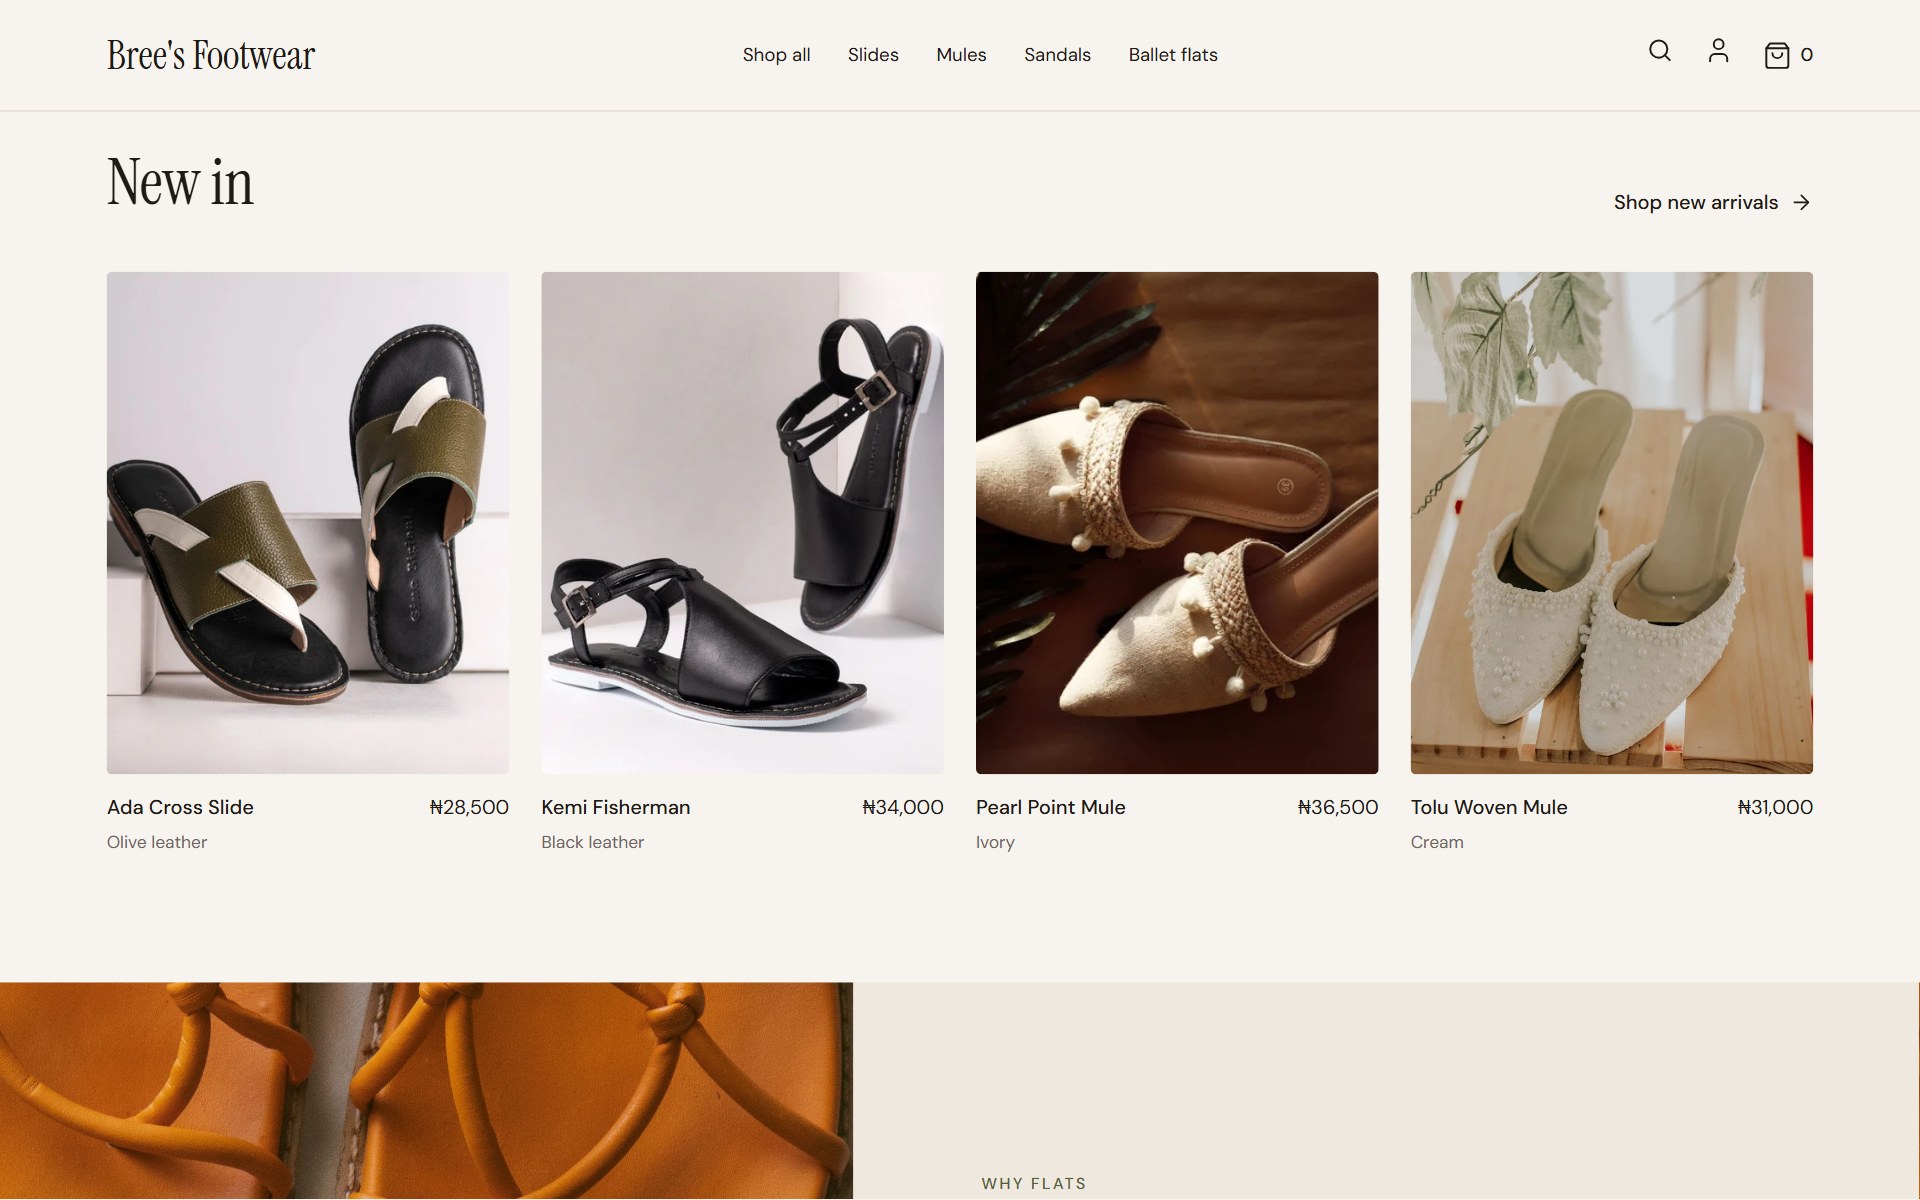 Bree's Footwear
Shop all Slides Mules Sandals Ballet flats
0
New in
Shop new arrivals
Ada Cross Slide ₦28,500
Olive leather
Kemi Fisherman ₦34,000
Black leather
Pearl Point Mule ₦36,500
Ivory
Tolu Woven Mule ₦31,000
Cream
WHY FLATS